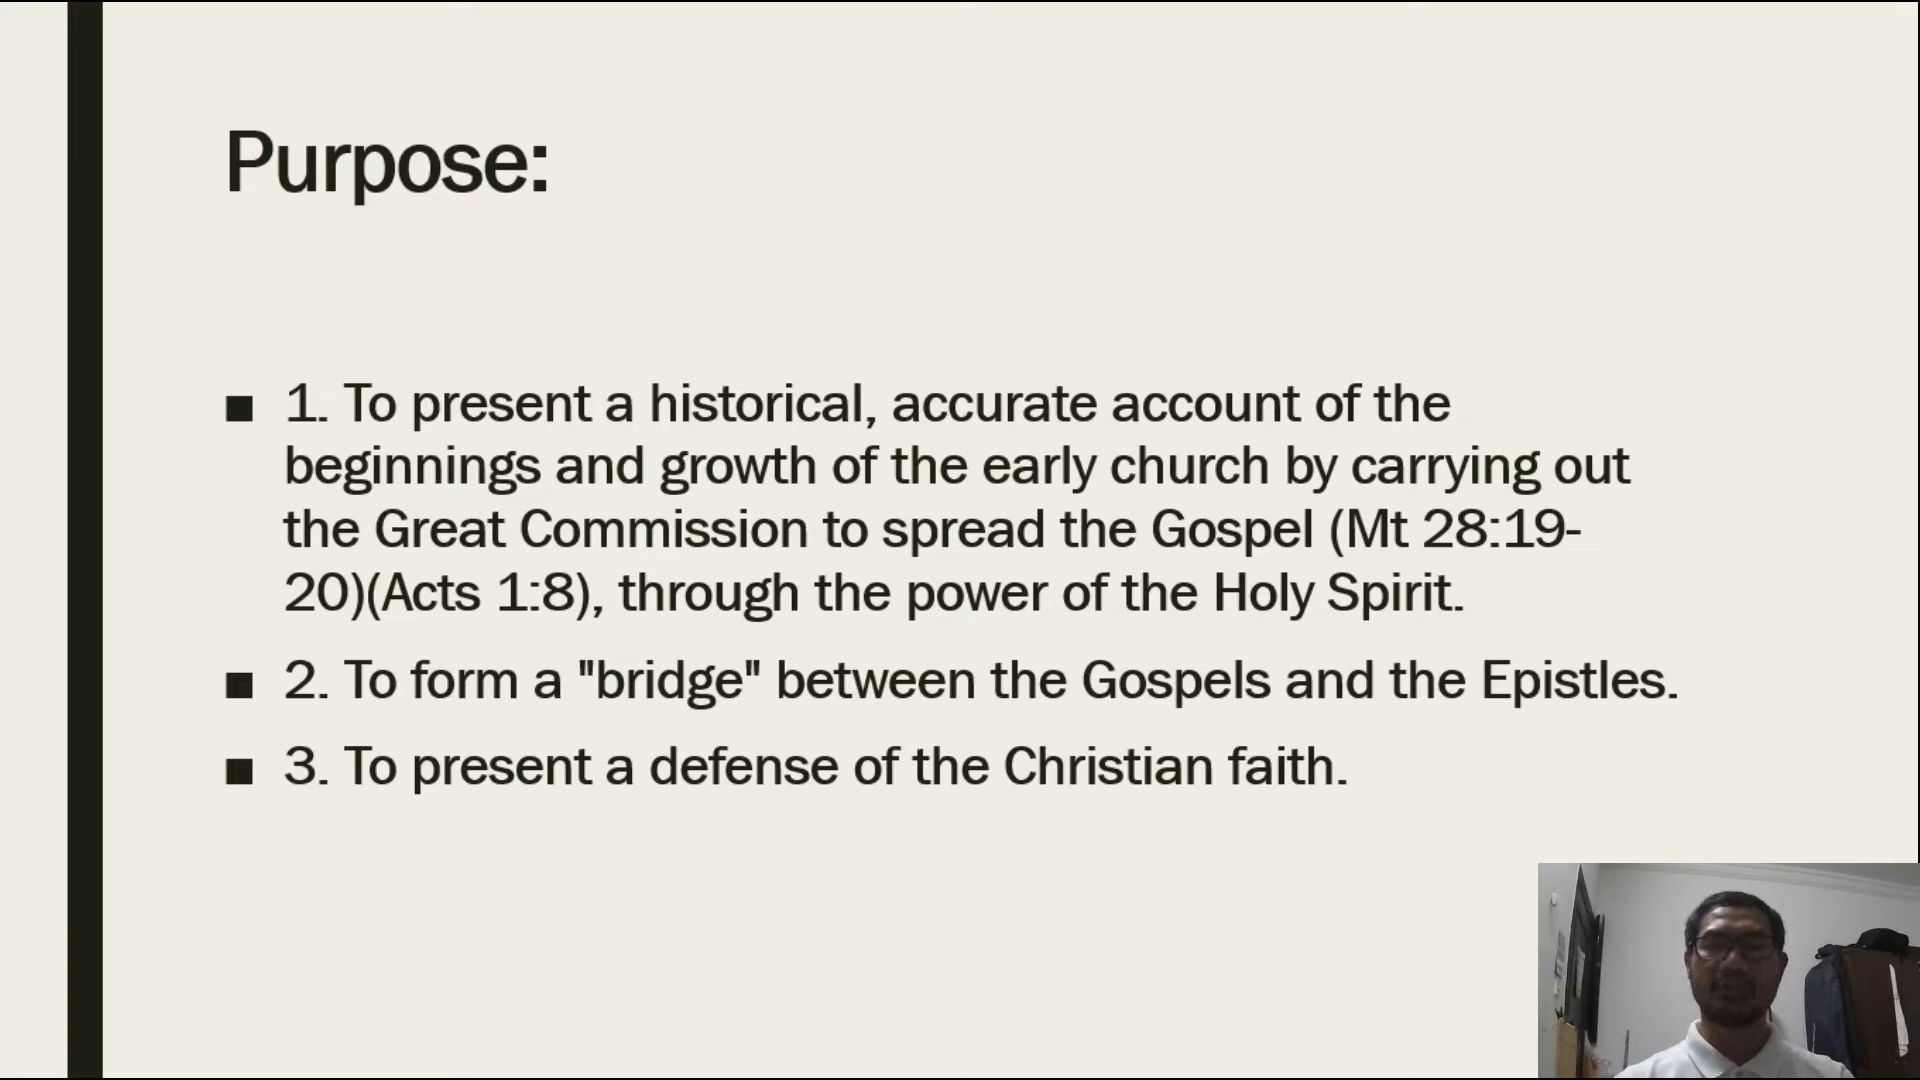 Purpose:
■ 1. To present a historical, accurate account of the
beginnings and growth of the early church by carrying out
the Great Commission to spread the Gospel (Mt 28:19-
20)(Acts 1:8), through the power of the Holy Spirit.
■ 2. To form a "bridge" between the Gospels and the Epistles.
■ 3. To present a defense of the Christian faith.